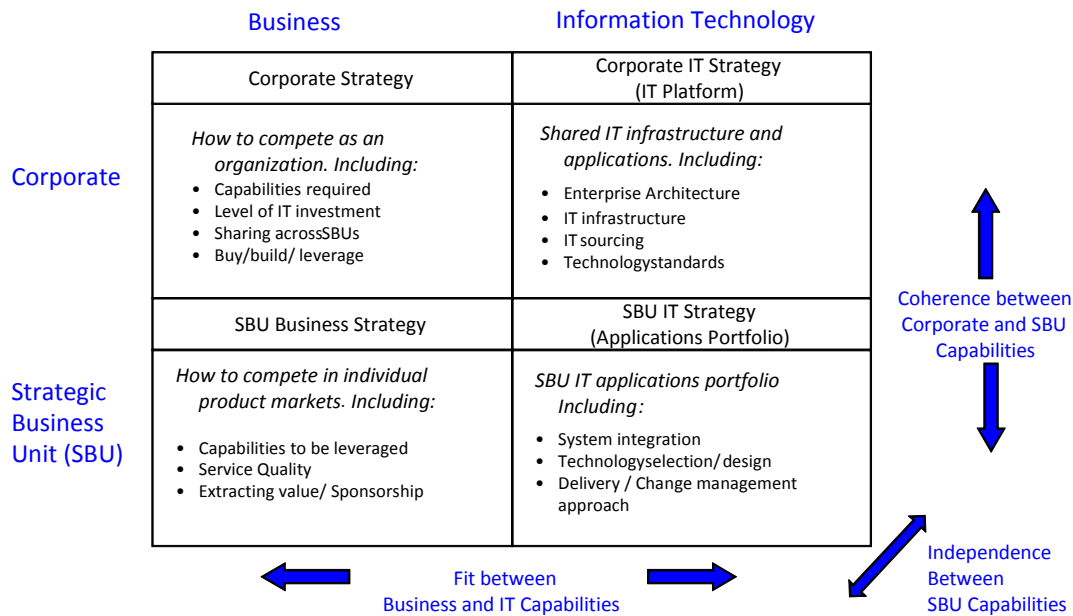 Business
Information Technology
Corporate Strategy
Corporate IT Strategy
(IT Platform)
Corporate
How to compete as an
organization. Including:
• Capabilities required
• Level of IT investment
• Sharing acrossSBUs
• Buy/build/ leverage
Shared IT infrastructure and
applications. Including:
• Enterprise Architecture
• IT infrastructure
• IT sourcing
• Technologystandards
SBU Business Strategy
SBU IT Strategy
(Applications Portfolio)
Strategic
Business
Unit (SBU)
How to compete in individual
product markets. Including:
• Capabilities to be leveraged
• Service Quality
• Extracting value/ Sponsorship
SBU IT applications portfolio
Including:
• System integration
• Technologyselection/ design
• Delivery / Change management
approach
Coherence between
Corporate and SBU
Capabilities
Fit between
Business and IT Capabilities
Independence
Between
SBU Capabilities